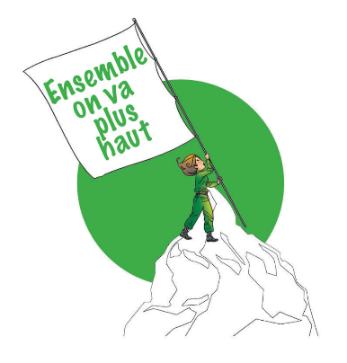 Ensemble
on va
plus
haut